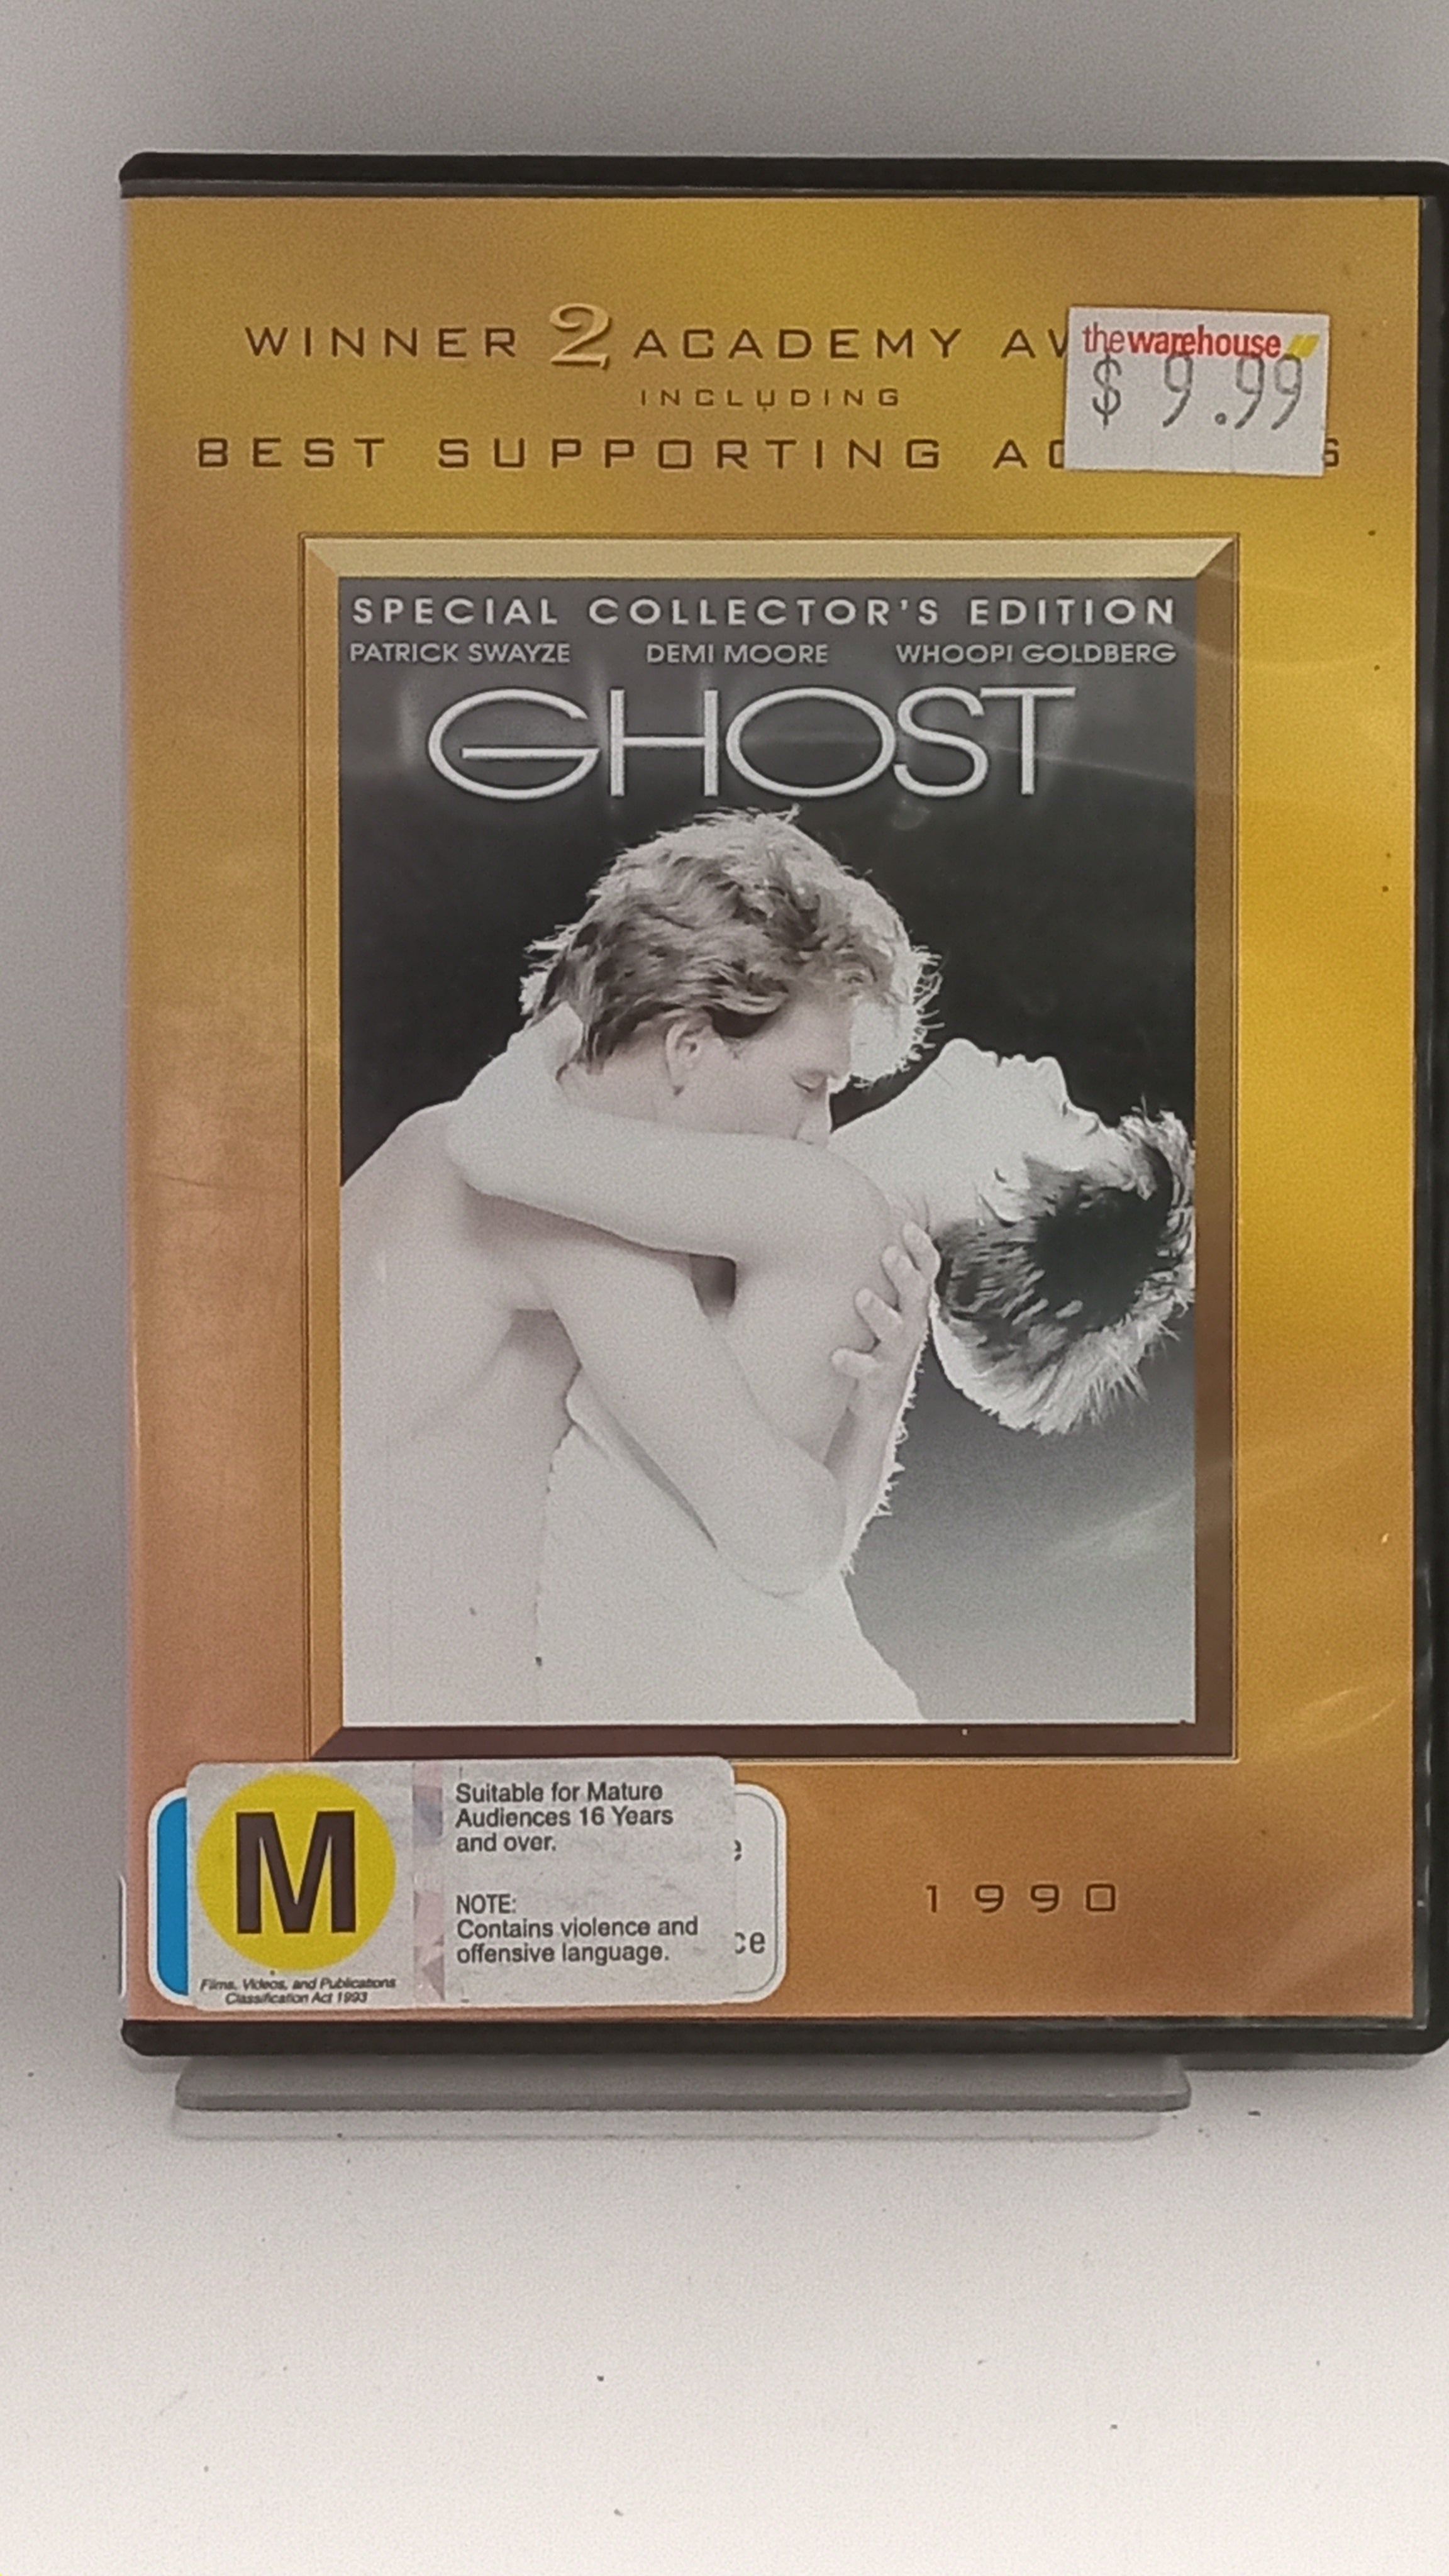 WINNER 2 ACADEMY AW
thewarehouse
$ 9.99
INCLUDING
BEST SUPPORTING AC S
SPECIAL COLLECTOR'S EDITION
PATRICK SWAYZE DEMI MOORE WHOOPI GOLDBERG
GHOST
M
Films, Videos, and Publications
Classification Act 1993
Suitable for Mature
Audiences 16 Years
and over.
NOTE:
Contains violence and
offensive language.
ce
1990